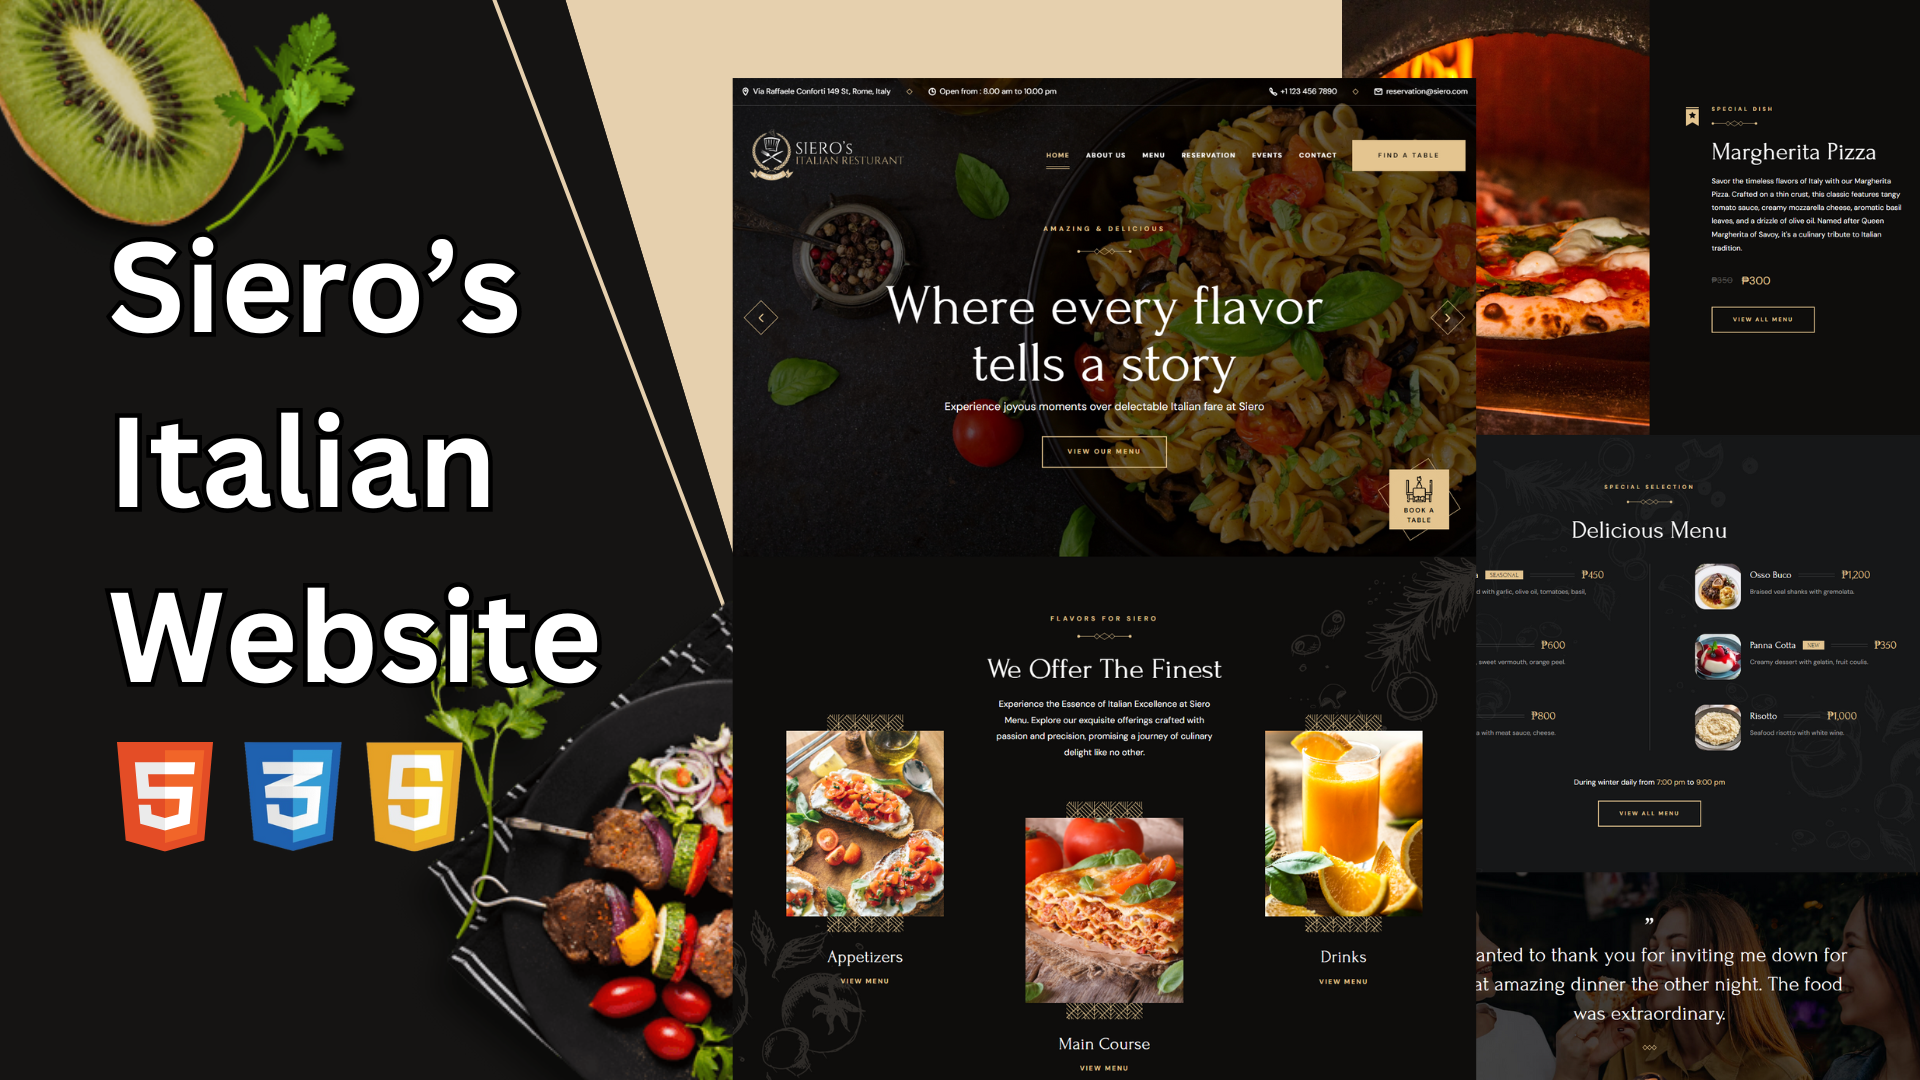 Siero’s
Italian
Website
Via Raffaele Conforti 149 St, Rome, Italy
Open from : 8.00 am to 10.00 pm
+1 123 456 7890
reservation@siero.com
SIERO's
ITALIAN RESTURANT
HOME
ABOUT US
MENU
RESERVATION
EVENTS
CONTACT
FIND A TABLE
AMAZING & DELICIOUS
Where every flavor
tells a story
Experience joyous moments over delectable Italian fare at Siero
VIEW OUR MENU
BOOK A
TABLE
FLAVORS FOR SIERO
We Offer The Finest
Experience the Essence of Italian Excellence at Siero
Menu. Explore our exquisite offerings crafted with
passion and precision, promising a journey of culinary
delight like no other.
Appetizers
VIEW MENU
Main Course
VIEW MENU
Drinks
VIEW MENU
SPECIAL DISH
Margherita Pizza
Savor the timeless flavors of Italy with our Margherita
Pizza. Crafted on a thin crust, this classic features tangy
tomato sauce, creamy mozzarella cheese, aromatic basil
leaves, and a drizzle of olive oil. Named after Queen
Margherita of Savoy, it's a culinary tribute to Italian
tradition.
₱350 ₱300
VIEW ALL MENU
SPECIAL SELECTION
Delicious Menu
a SEASONAL ₱450
d with garlic, olive oil, tomatoes, basil,
₱600
, sweet vermouth, orange peel.
₱800
a with meat sauce, cheese.
Osso Buco ₱1,200
Braised veal shanks with gremolata.
Panna Cotta NEW ₱350
Creamy dessert with gelatin, fruit coulis.
Risotto ₱1,000
Seafood risotto with white wine.
During winter daily from 7:00 pm to 9:00 pm
VIEW ALL MENU
”
anted to thank you for inviting me down for
at amazing dinner the other night. The food
was extraordinary.